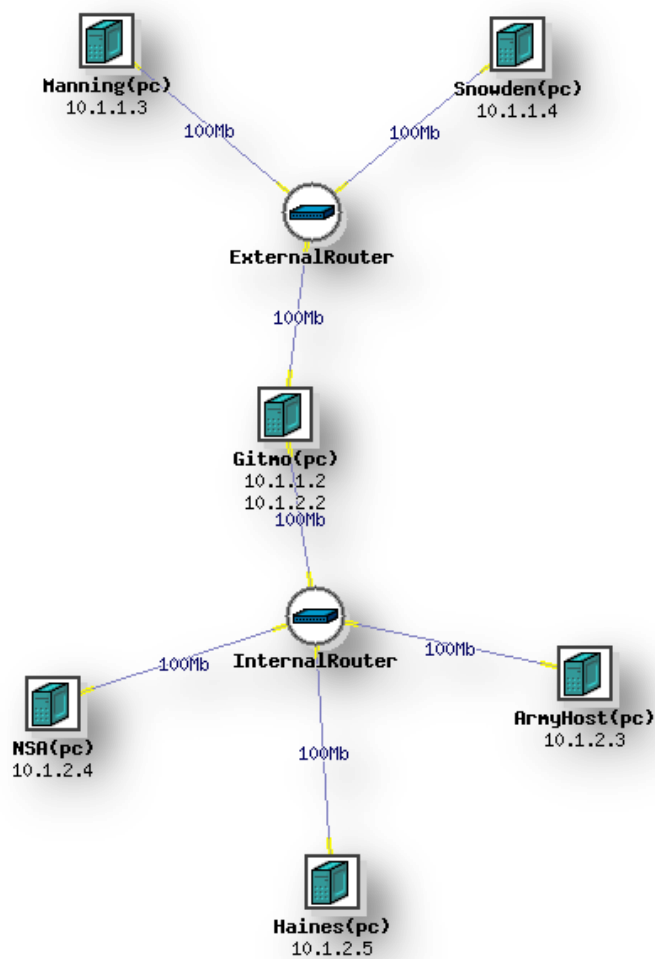 Manning(pc)
10.1.1.3
Snowden(pc)
10.1.1.4
100Mb
100Mb
ExternalRouter
100Mb
Gitmo(pc)
10.1.1.2
10.1.2.2
100Mb
InternalRouter
100Mb
100Mb
NSA(pc)
10.1.2.4
ArmyHost(pc)
10.1.2.3
100Mb
Haines(pc)
10.1.2.5